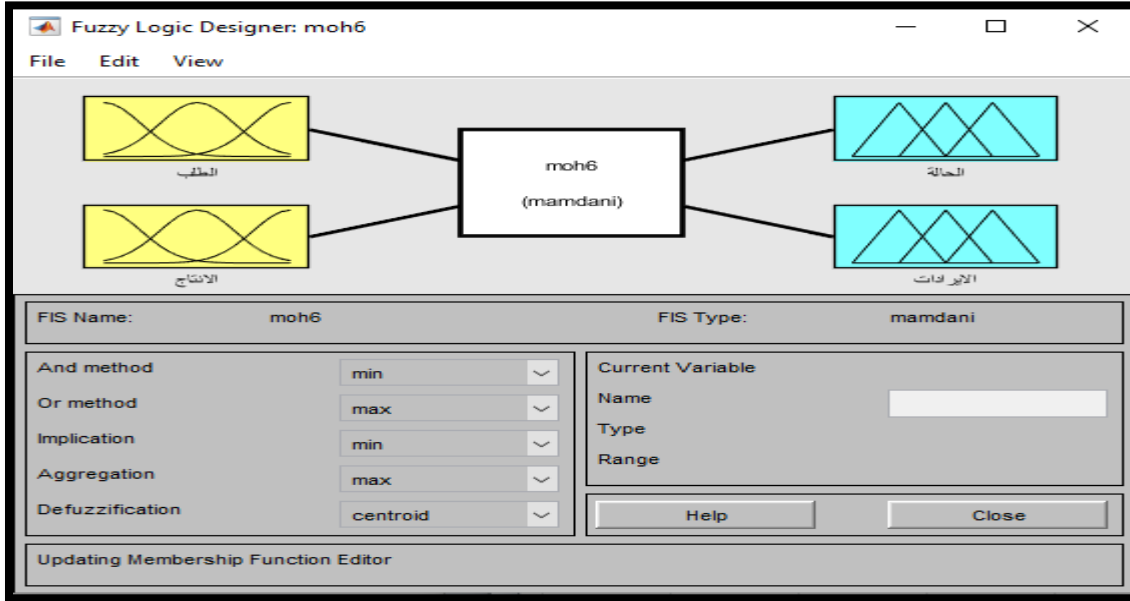 Fuzzy Logic Designer: moh6
File Edit View
الطلب
الانتاج
moh6
(mamdani)
الحالة
الايرادات
FIS Name: moh6 FIS Type: mamdani
And method min
Or method max
Implication min
Aggregation max
Defuzzification centroid
Current Variable
Name
Type
Range
Help Close
Updating Membership Function Editor